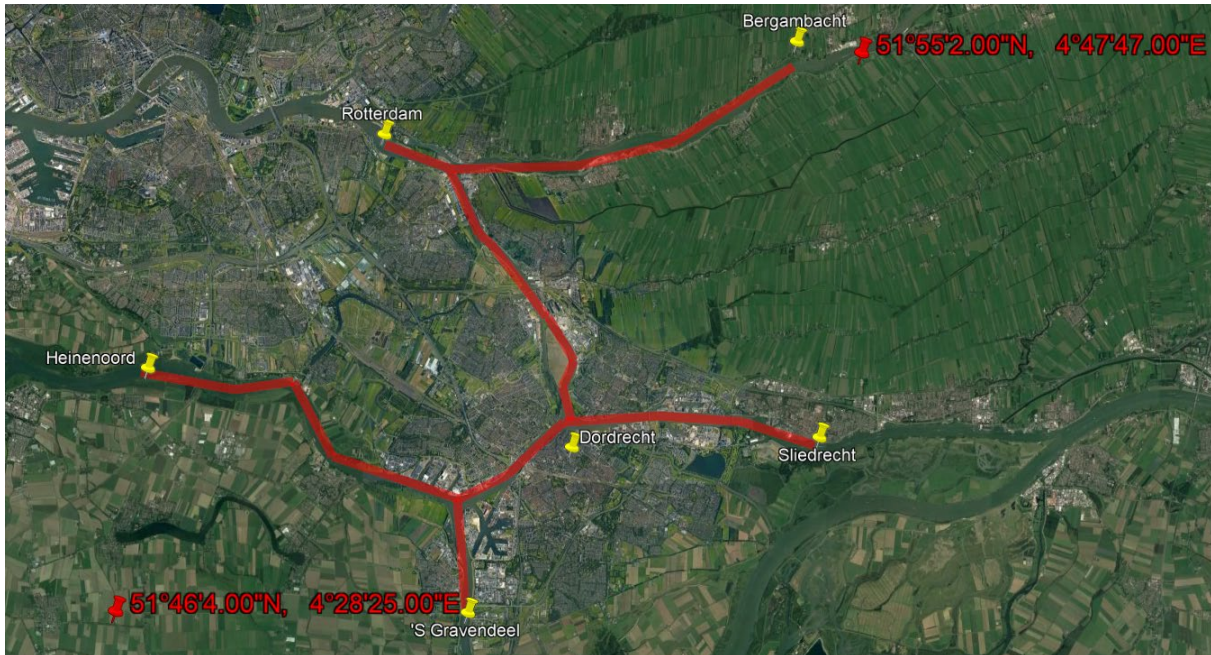 Bergambacht
51°55'2.00"N, 4°47'47.00"E
Rotterdam
Heinenoord
Dordrecht
Sliedrecht
51°46'4.00"N, 4°28'25.00"E
'S Gravendeel